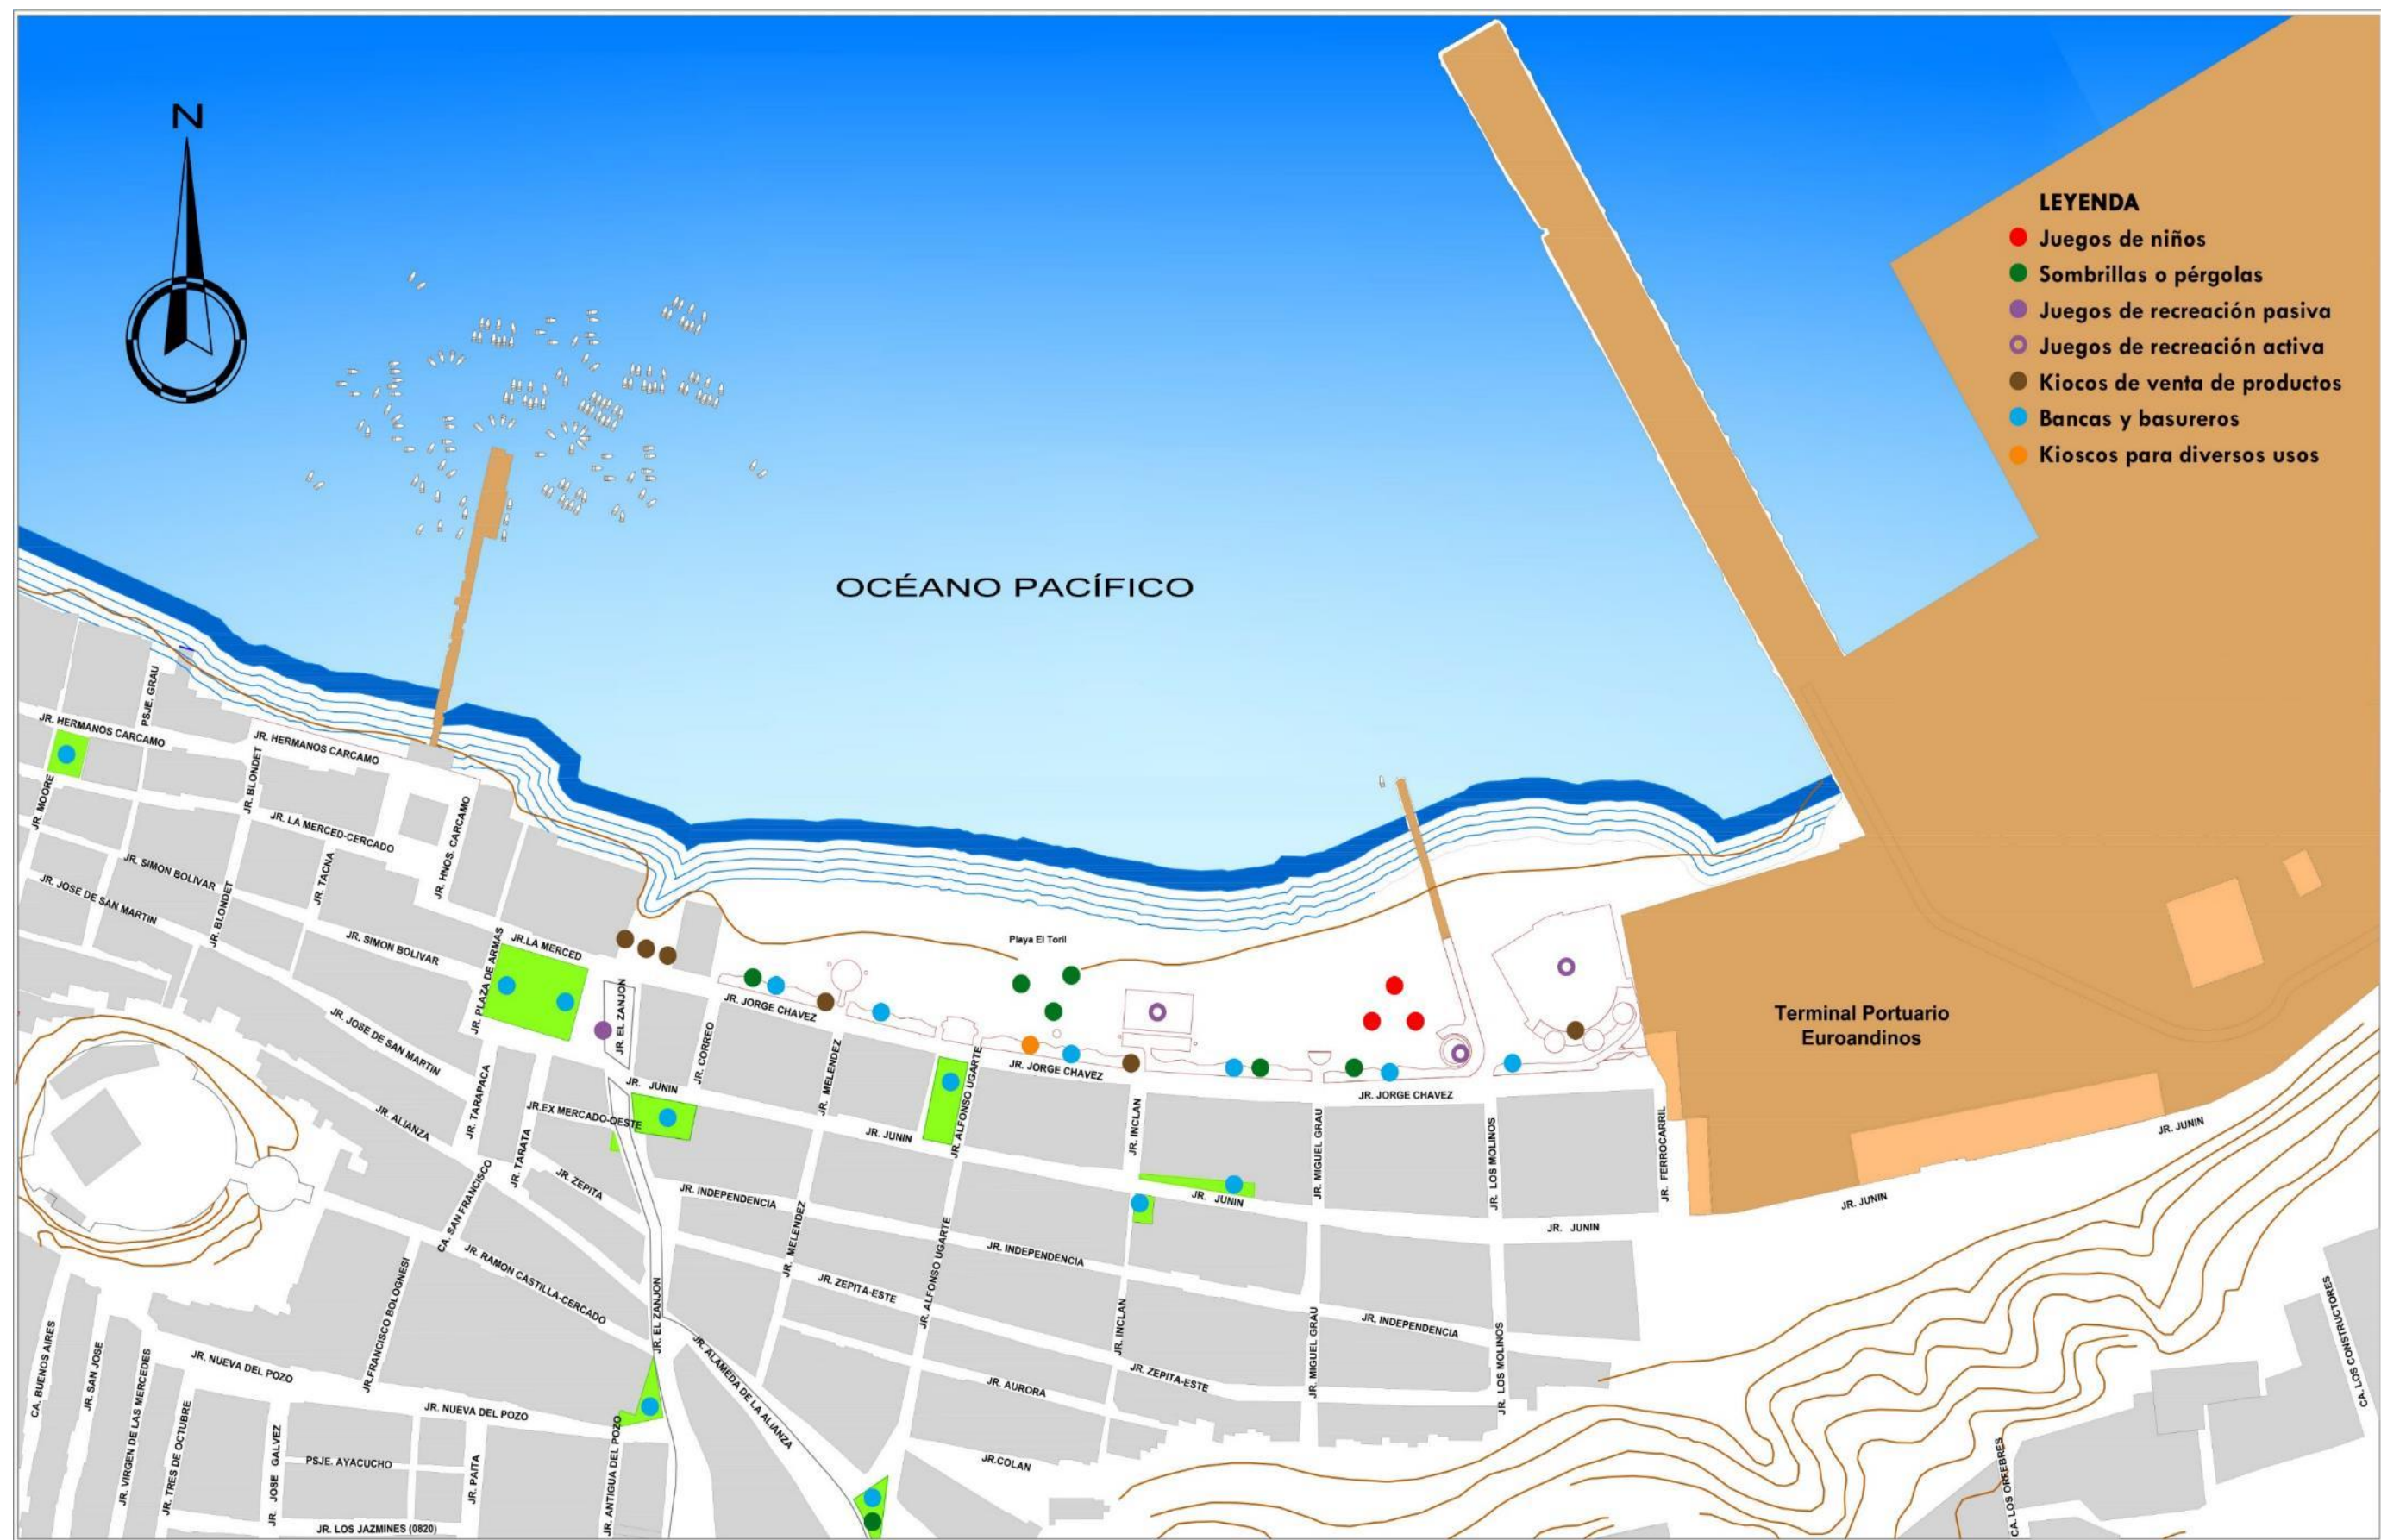 N
LEYENDA
Juegos de niños
Sombrillas o pérgolas
Juegos de recreación pasiva
Juegos de recreación activa
Kiocos de venta de productos
Bancas y basureros
Kioscos para diversos usos
OCÉANO PACÍFICO
PSJE. GRAU
JR. HERMANOS CARCAMO
JR. HERMANOS CARCAMO
JR. MOORE
JR. BLONDET
JR. LA MERCED-CERCADO
JR. HNOS. CARCAMO
JR. SIMON BOLIVAR
JR. TACNA
JR. JOSE DE SAN MARTIN
JR. BLONDET
JR. SIMON BOLIVAR
JR. PLAZA DE ARMAS
JR.LA MERCED
Playa El Toril
JR. EL ZANJON
JR. JORGE CHAVEZ
JR. CORREO
JR. JOSE DE SAN MARTIN
Terminal Portuario
Euroandinos
JR. MELENDEZ
JR. ALFONSO UGARTE
JR. JORGE CHAVEZ
JR. JORGE CHAVEZ
JR. JUNIN
JR. TARAPACA
JR.EX MERCADO-OESTE
JR. ALIANZA
JR. TARATA
JR. JUNIN
JR. INCLAN
JR. MIGUEL GRAU
JR. LOS MOLINOS
JR. FERROCARRIL
JR. JUNIN
JR. ZEPITA
CA. SAN FRANCISCO
JR. INDEPENDENCIA
JR. JUNIN
JR. JUNIN
JR. JUNIN
JR. MELENDEZ
JR. ALFONSO UGARTE
JR. INDEPENDENCIA
JR. RAMON CASTILLA-CERCADO
JR.FRANCISCO BOLOGNESI
JR. EL ZANJON
JR. ZEPITA-ESTE
JR. INCLAN
JR. MIGUEL GRAU
JR. INDEPENDENCIA
JR. LOS MOLINOS
CA. LOS CONSTRUCTORES
CA. BUENOS AIRES
JR. SAN JOSE
JR. VIRGEN DE LAS MERCEDES
JR. NUEVA DEL POZO
JR. ALAMEDA DE LA ALIANZA
JR. AURORA
JR. ZEPITA-ESTE
JR. TRES DE OCTUBRE
JR. JOSE GALVEZ
JR. NUEVA DEL POZO
JR. PAITA
JR. ANTIGUA DEL POZO
PSJE. AYACUCHO
JR.COLAN
CA. LOS ORFEBRES
JR. LOS JAZMINES (0820)